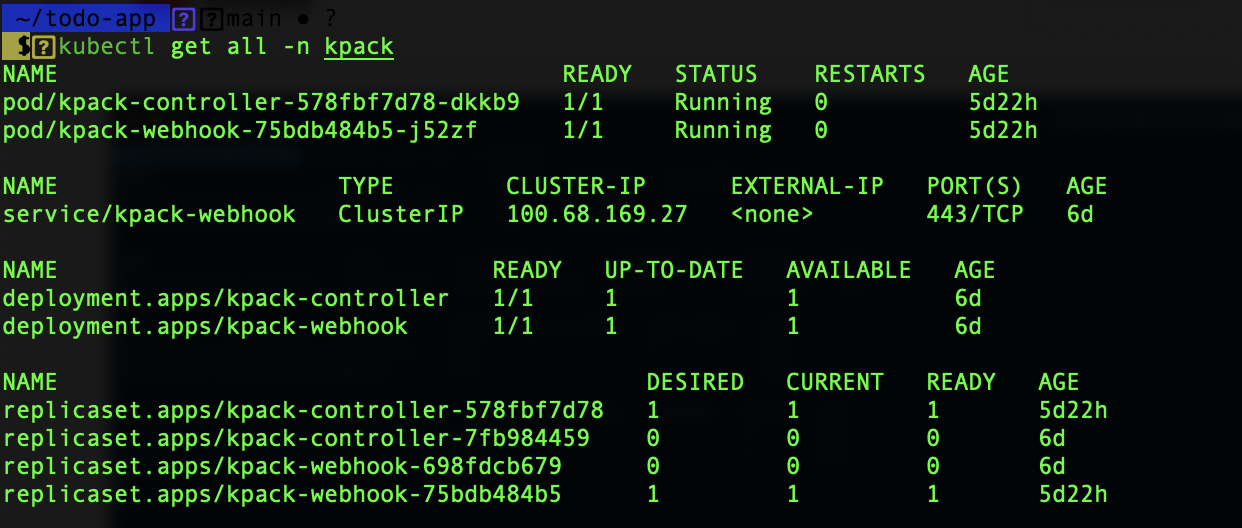 ~/todo-app main ● ?
$ kubectl get all -n kpack
NAME READY STATUS RESTARTS AGE
pod/kpack-controller-578fbf7d78-dkkb9 1/1 Running 0 5d22h
pod/kpack-webhook-75bdb484b5-j52zf 1/1 Running 0 5d22h
NAME TYPE CLUSTER-IP EXTERNAL-IP PORT(S) AGE
service/kpack-webhook ClusterIP 100.68.169.27 <none> 443/TCP 6d
NAME READY UP-TO-DATE AVAILABLE AGE
deployment.apps/kpack-controller 1/1 1 1 6d
deployment.apps/kpack-webhook 1/1 1 1 6d
NAME DESIRED CURRENT READY AGE
replicaset.apps/kpack-controller-578fbf7d78 1 1 1 5d22h
replicaset.apps/kpack-controller-7fb984459 0 0 0 6d
replicaset.apps/kpack-webhook-698fdcb679 0 0 0 6d
replicaset.apps/kpack-webhook-75bdb484b5 1 1 1 5d22h